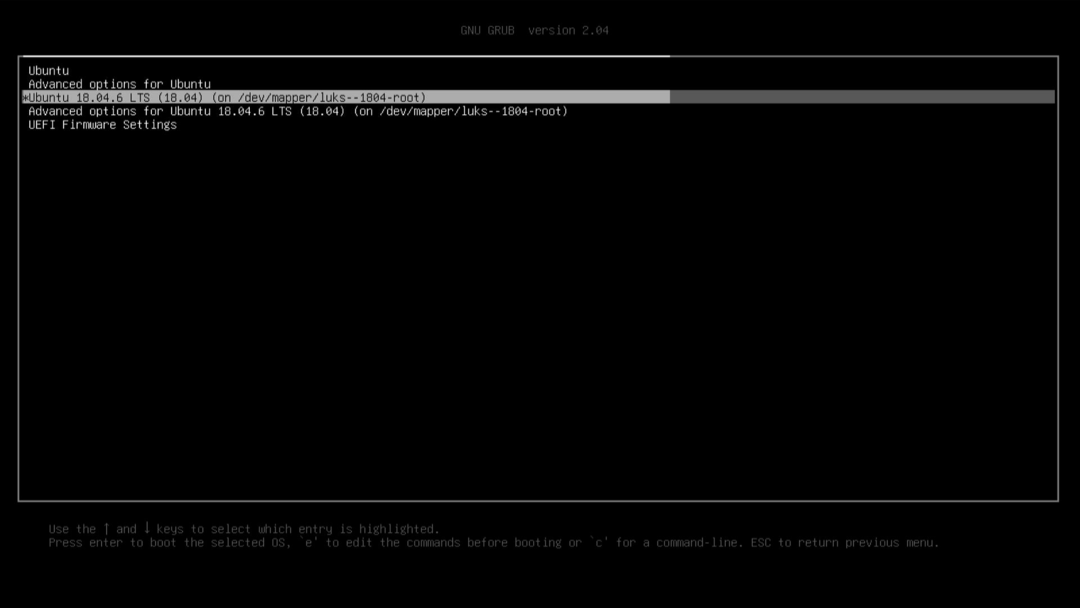 GNU GRUB  version 2.04
Ubuntu
Advanced options for Ubuntu
*Ubuntu 18.04.6 LTS (18.04) (on /dev/mapper/luks--1804-root)
Advanced options for Ubuntu 18.04.6 LTS (18.04) (on /dev/mapper/luks--1804-root)
UEFI Firmware Settings
Use the ↑ and ↓ keys to select which entry is highlighted.
Press enter to boot the selected OS, `e' to edit the commands before booting or `c' for a command-line. ESC to return previous menu.